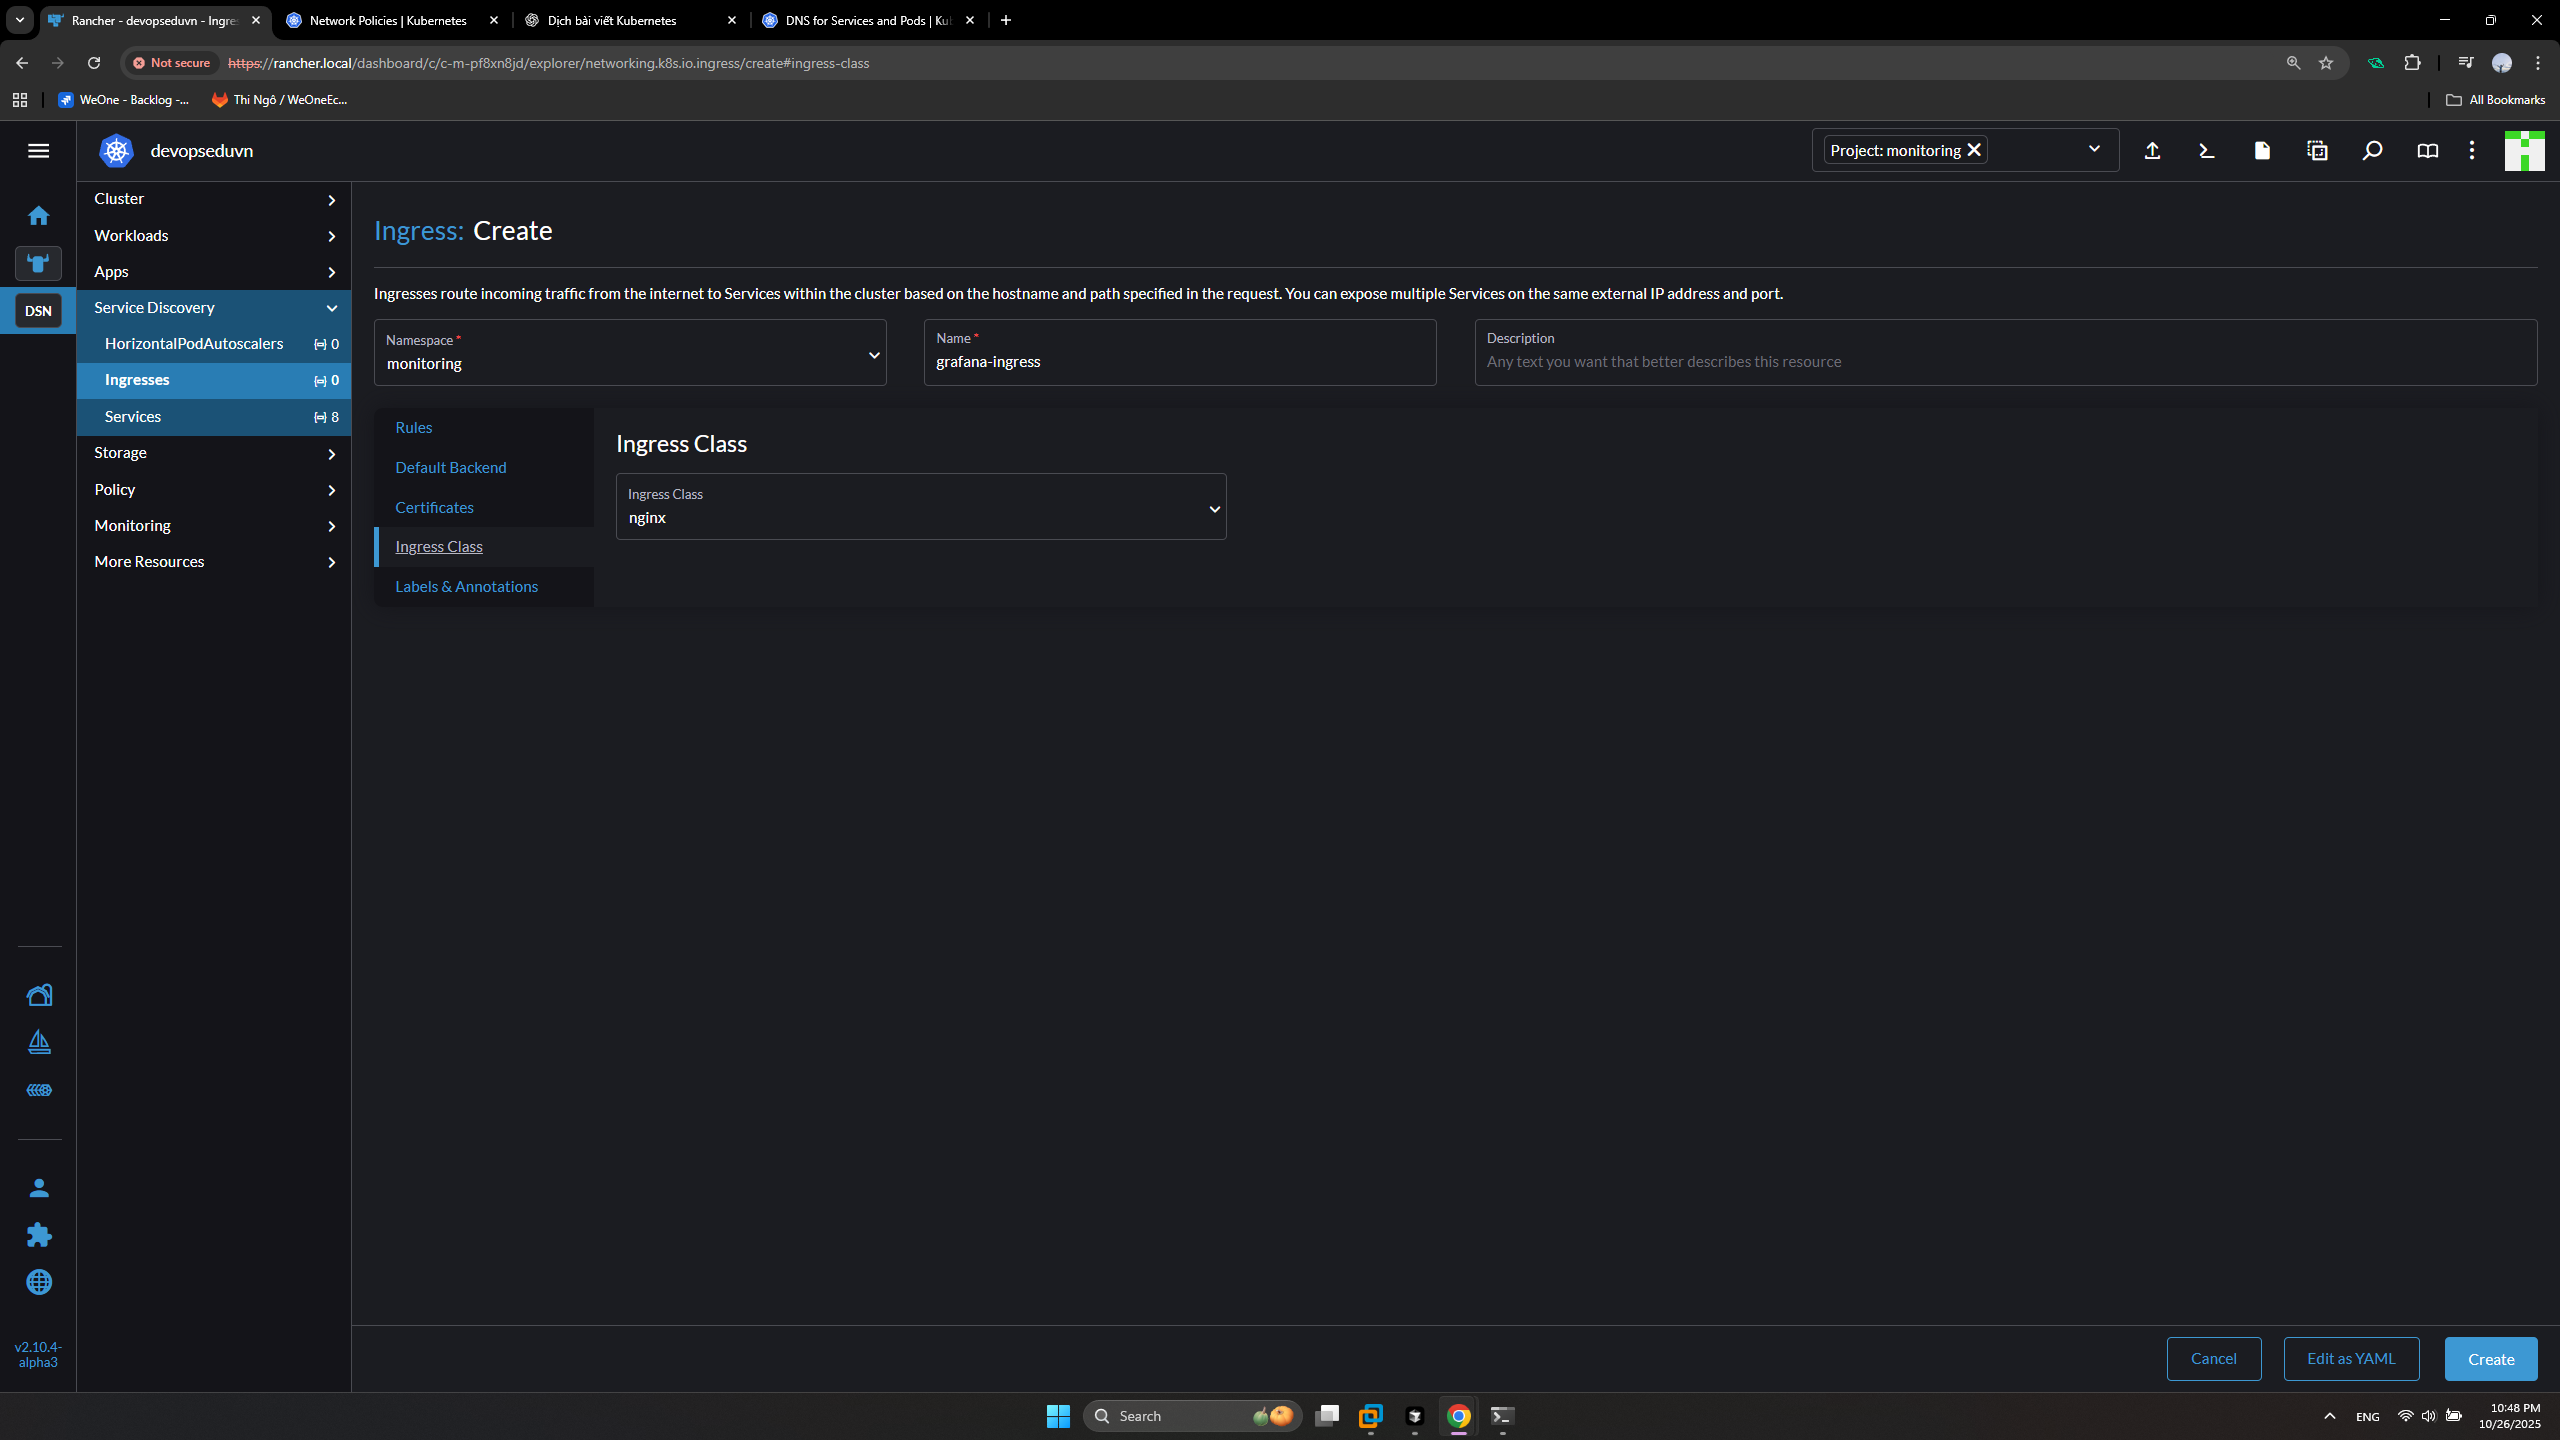 Rancher - devopseduvn - Ingre
Network Policies | Kubernetes
Dịch bài viết Kubernetes
DNS for Services and Pods | Ku
Not secure
https://rancher.local/dashboard/c/c-m-pf8xn8jd/explorer/networking.k8s.io.ingress/create#ingress-class
WeOne - Backlog -...
Thi Ngô / WeOneEc...
All Bookmarks
devopseduvn
Project: monitoring
DSN
Cluster
Workloads
Apps
Service Discovery
HorizontalPodAutoscalers 0
Ingresses 0
Services 8
Storage
Policy
Monitoring
More Resources
Ingress: Create
Ingresses route incoming traffic from the internet to Services within the cluster based on the hostname and path specified in the request. You can expose multiple Services on the same external IP address and port.
Namespace *
monitoring
Name *
grafana-ingress
Description
Any text you want that better describes this resource
Rules
Default Backend
Certificates
Ingress Class
Labels & Annotations
Ingress Class
Ingress Class
nginx
v2.10.4-
alpha3
Cancel
Edit as YAML
Create
Search
ENG
10:48 PM
10/26/2025